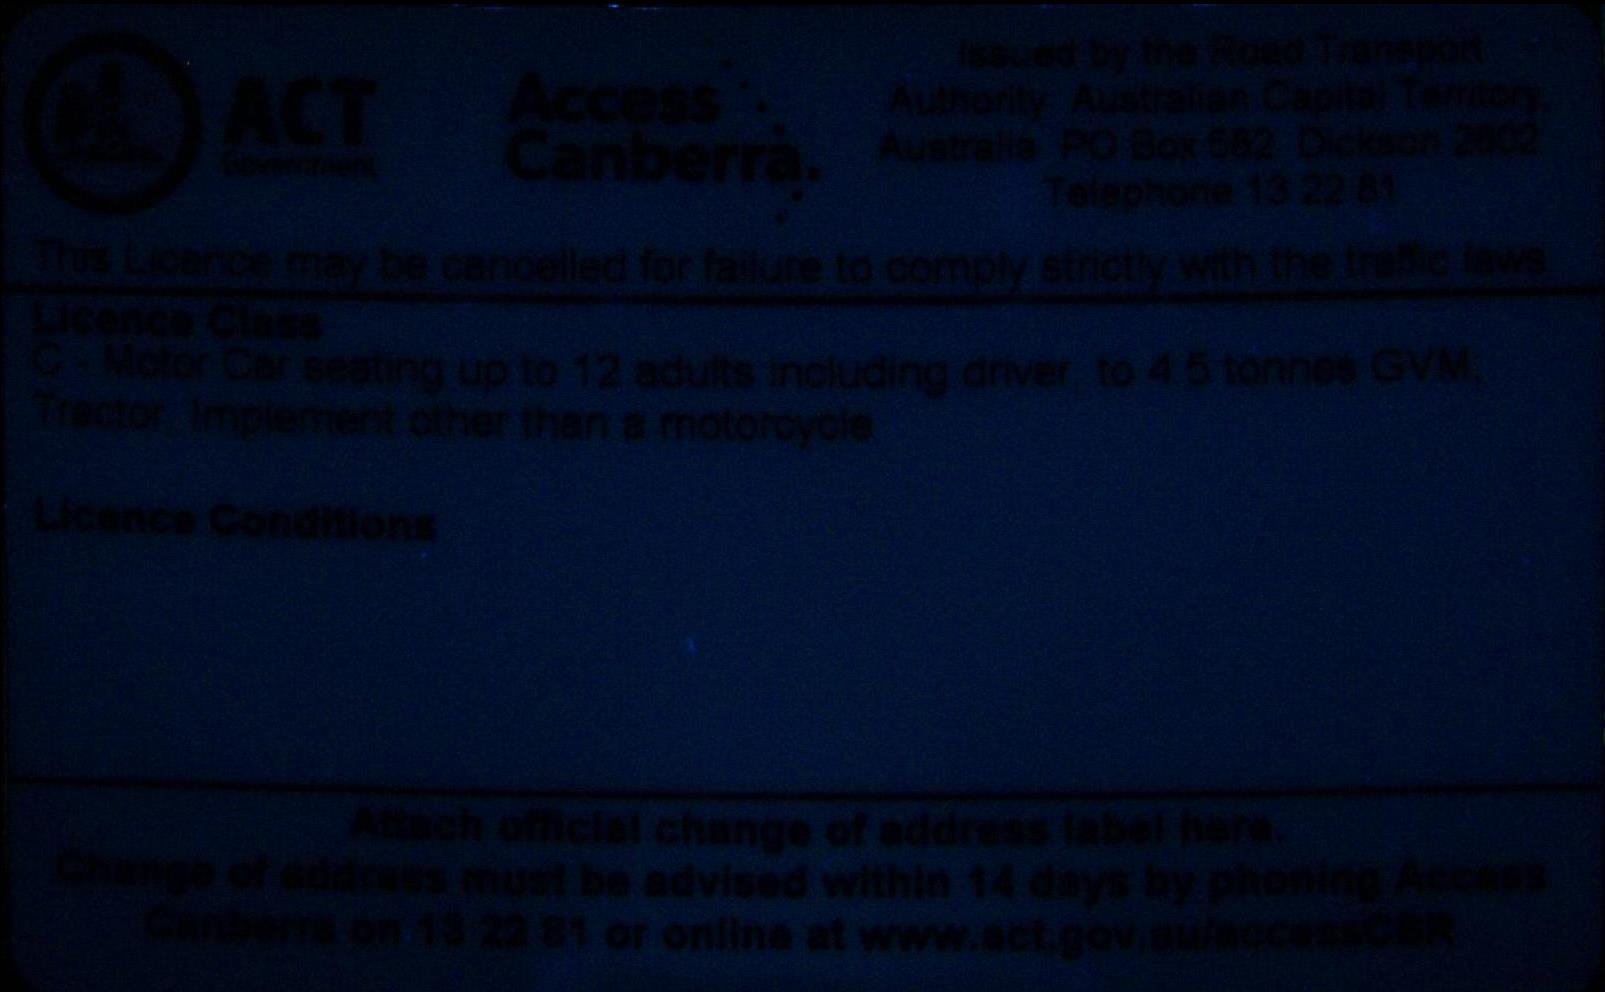 ACT
Government
Access
Canberra.
Issued by the Road Transport
Authority Australian Capital Territory,
Australia PO Box 582 Dickson 2602
Telephone 13 22 81
This Licence may be cancelled for failure to comply strictly with the traffic laws
Licence Class
C - Motor Car seating up to 12 adults including driver, to 4.5 tonnes GVM,
Tractor, Implement other than a motorcycle
Licence Conditions
Attach official change of address label here.
Change of address must be advised within 14 days by phoning Access
Canberra on 13 22 81 or online at www.act.gov.au/accessCBR